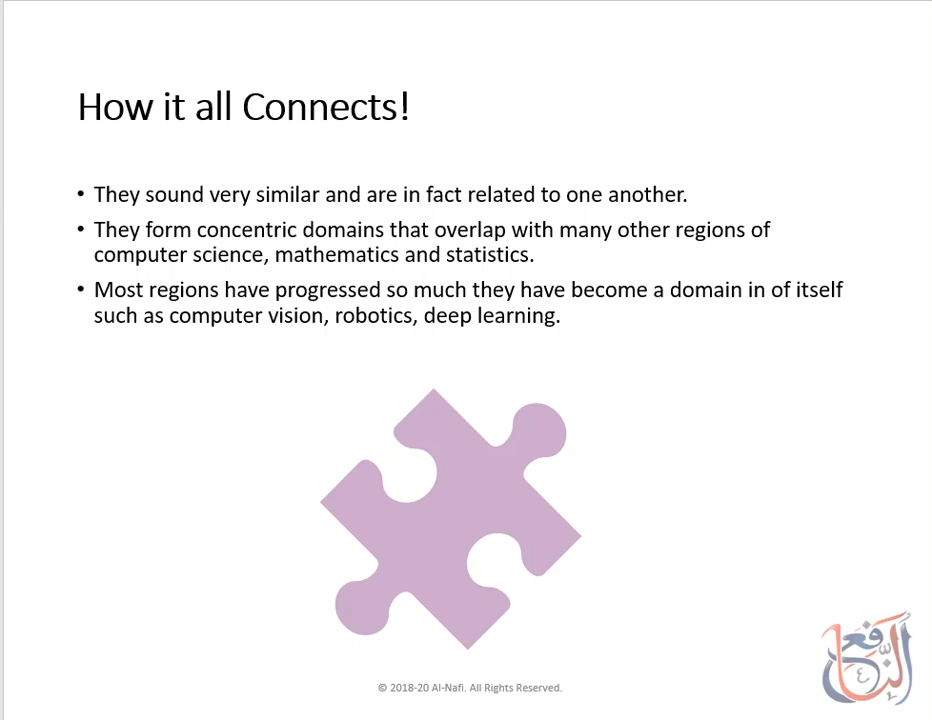 How it all Connects!
• They sound very similar and are in fact related to one another.
• They form concentric domains that overlap with many other regions of
computer science, mathematics and statistics.
• Most regions have progressed so much they have become a domain in of itself
such as computer vision, robotics, deep learning.
© 2018-20 Al-Nafi. All Rights Reserved.